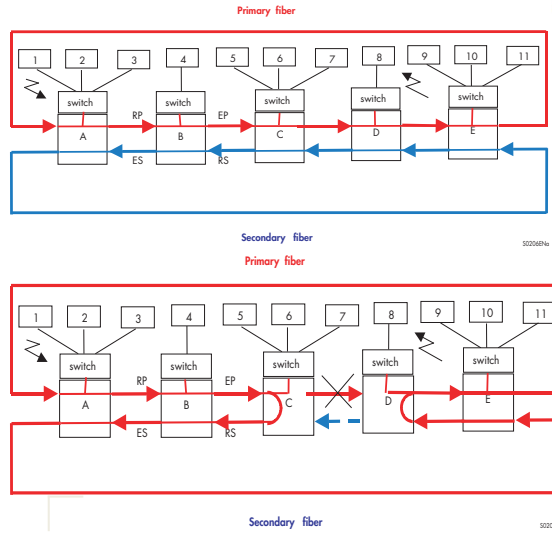 Primary fiber
1 2 3 4 5 6 7 8 9 10 11
switch switch switch switch switch
RP EP
A B C D E
ES RS
Secondary fiber
S0206ENa
Primary fiber
1 2 3 4 5 6 7 8 9 10 11
switch switch switch switch switch
RP EP
A B C D E
ES RS
Secondary fiber
S020